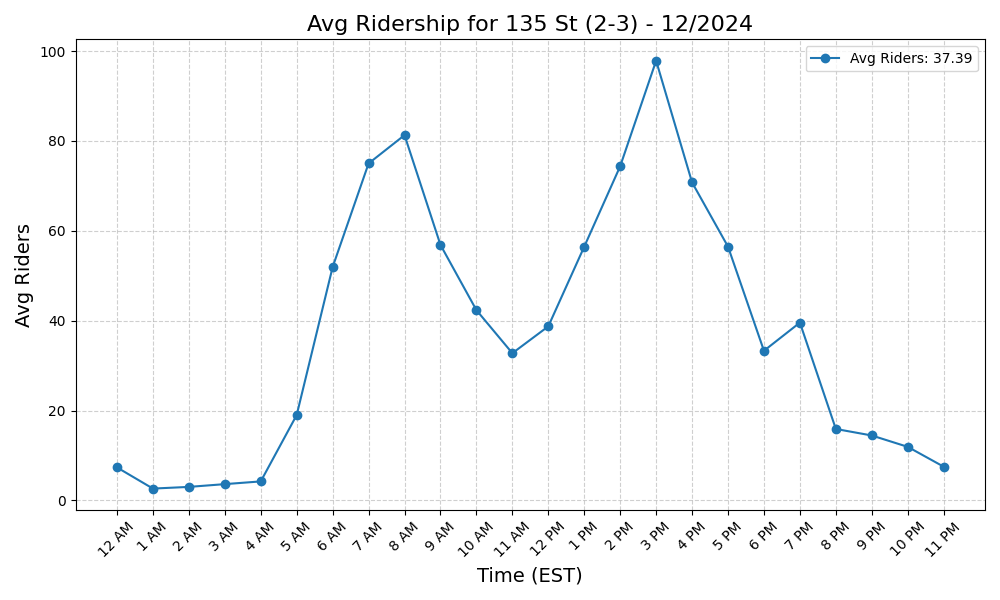 Avg Ridership for 135 St (2-3) - 12/2024
Avg Riders: 37.39
Avg Riders
100
80
60
40
20
0
12 AM
1 AM
2 AM
3 AM
4 AM
5 AM
6 AM
7 AM
8 AM
9 AM
10 AM
11 AM
12 PM
1 PM
2 PM
3 PM
4 PM
5 PM
6 PM
7 PM
8 PM
9 PM
10 PM
11 PM
Time (EST)